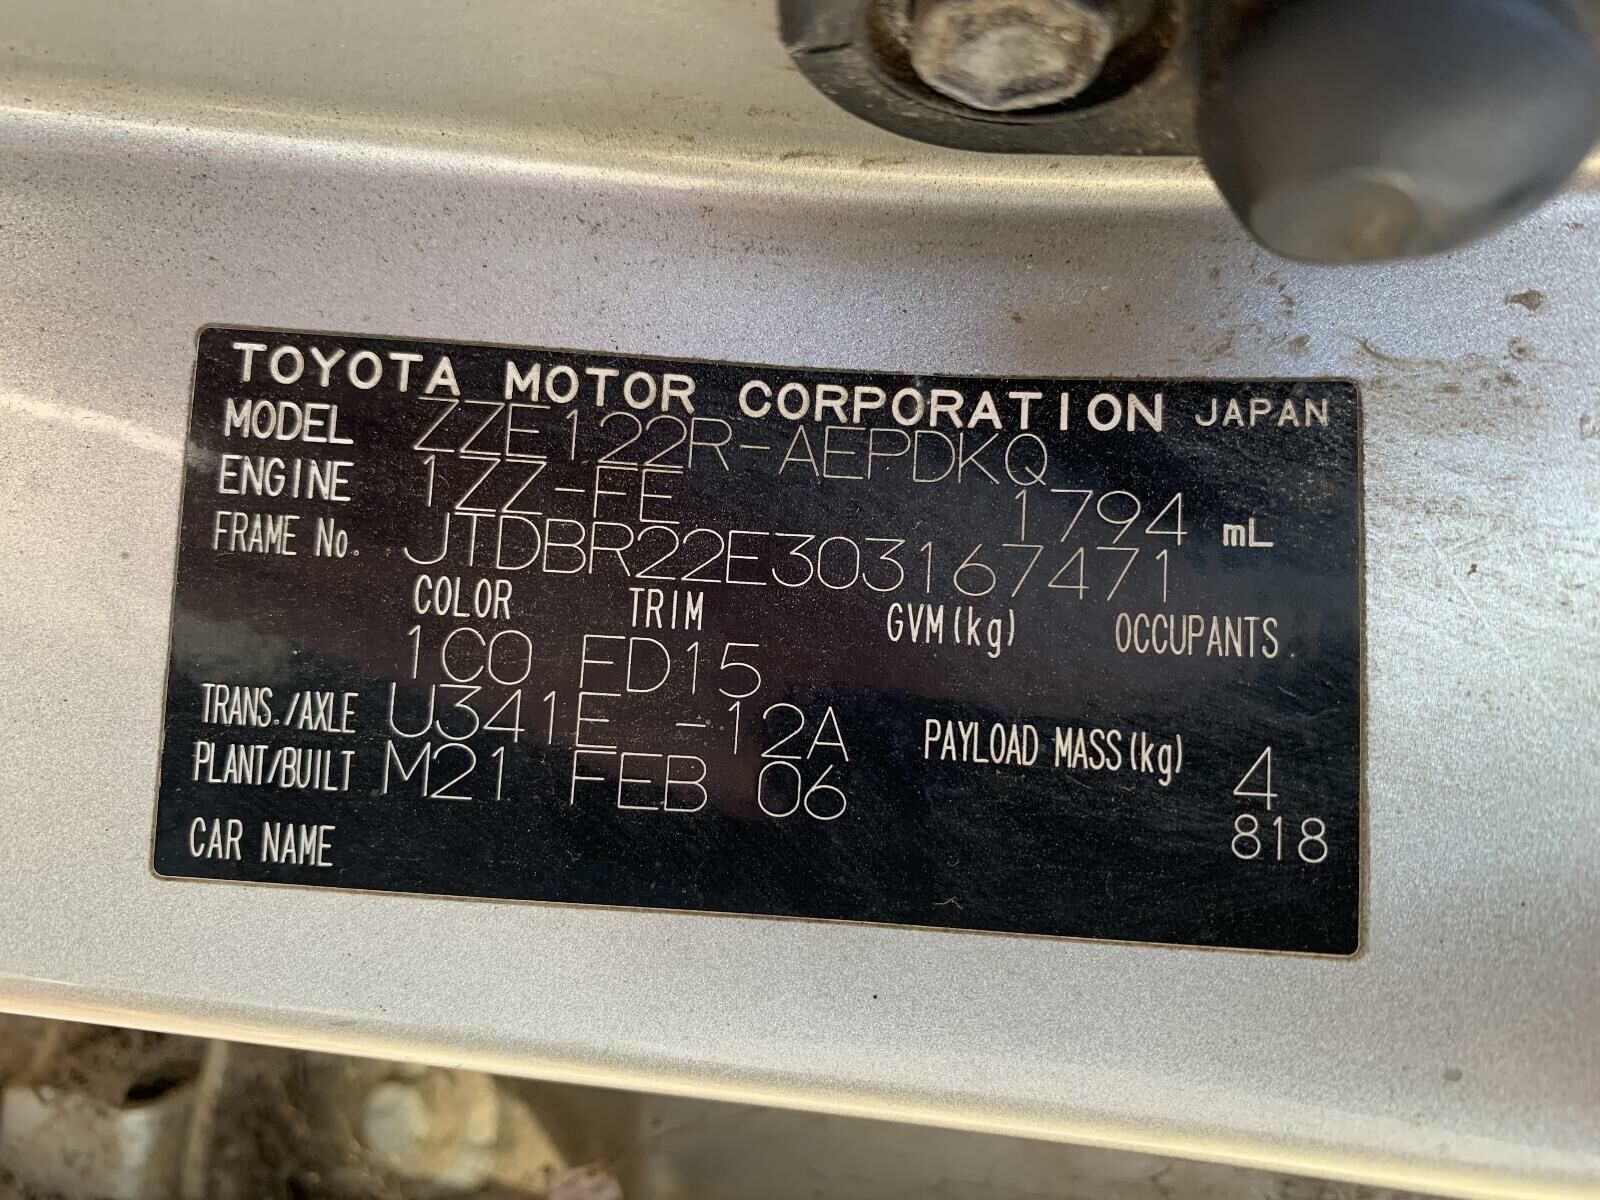 TOYOTA MOTOR CORPORATION JAPAN
MODEL ZZE122R-AEPDKQ
ENGINE 1ZZ-FE 1794 mL
FRAME No. JTDBR22E303167471
COLOR TRIM GVM(kg) OCCUPANTS
1C0 FD15
TRANS./AXLE U341E -12A PAYLOAD MASS(kg) 4
PLANT/BUILT M21 FEB 06 818
CAR NAME